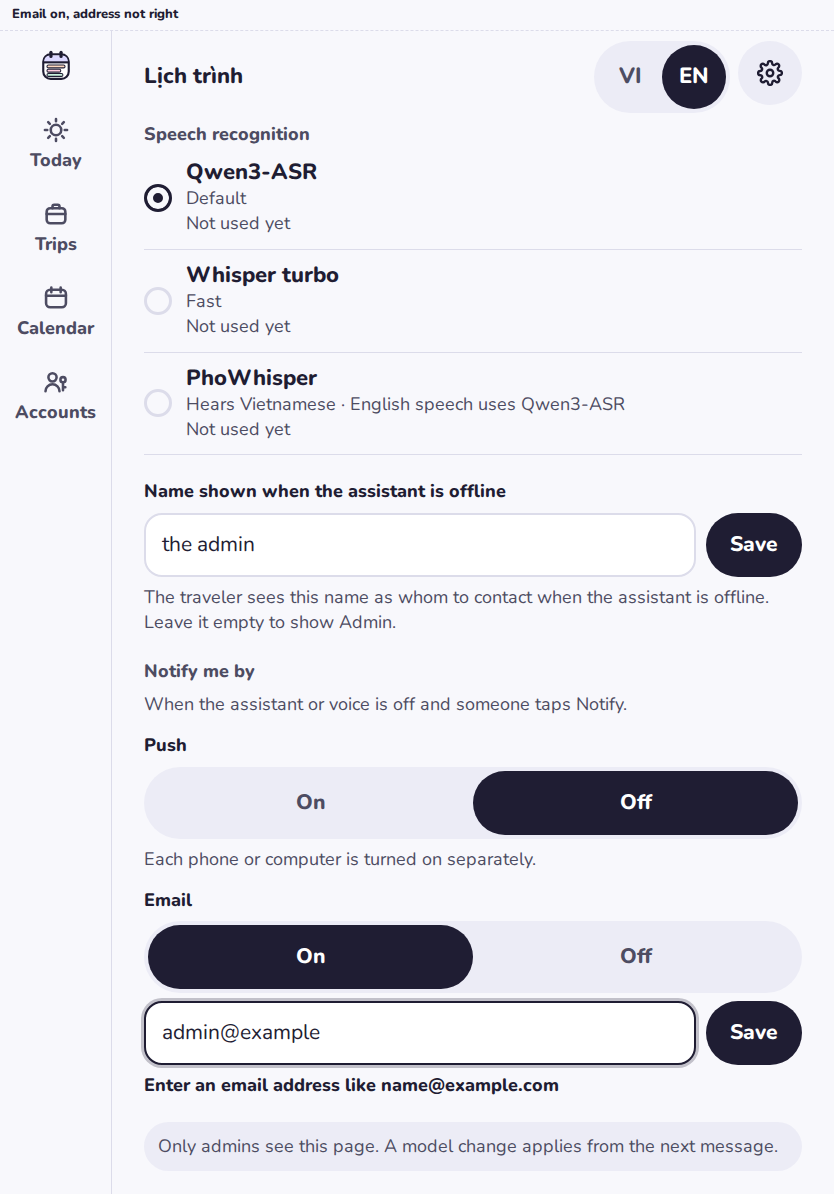 Email on, address not right
Lịch trình
VI
EN
Today
Trips
Calendar
Accounts
Speech recognition
Qwen3-ASR
Default
Not used yet
Whisper turbo
Fast
Not used yet
PhoWhisper
Hears Vietnamese · English speech uses Qwen3-ASR
Not used yet
Name shown when the assistant is offline
the admin
Save
The traveler sees this name as whom to contact when the assistant is offline.
Leave it empty to show Admin.
Notify me by
When the assistant or voice is off and someone taps Notify.
Push
On
Off
Each phone or computer is turned on separately.
Email
On
Off
admin@example
Save
Enter an email address like name@example.com
Only admins see this page. A model change applies from the next message.